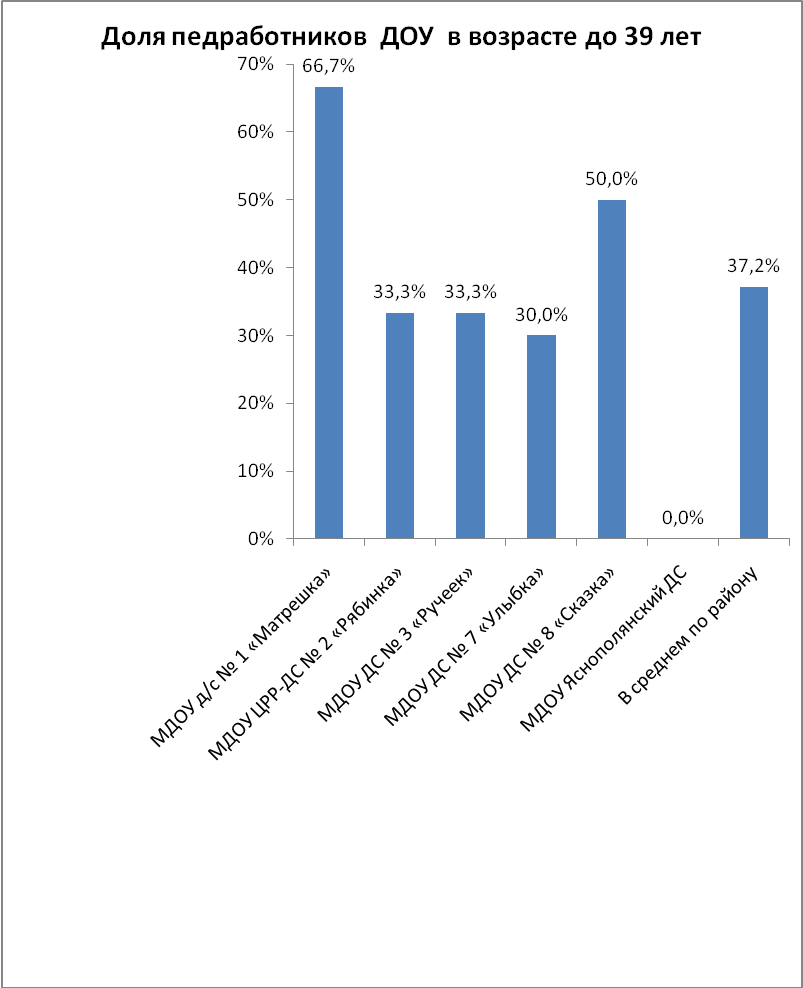 Доля педработников ДОУ в возрасте до 39 лет
70%
60%
50%
40%
30%
20%
10%
0%
66,7%
33,3%
33,3%
30,0%
50,0%
0,0%
37,2%
МДОУ д/с № 1 «Матрешка»
МДОУ ЦРР-ДС № 2 «Рябинка»
МДОУ ДС № 3 «Ручеек»
МДОУ ДС № 7 «Улыбка»
МДОУ ДС № 8 «Сказка»
МДОУ Яснополянский ДС
В среднем по району